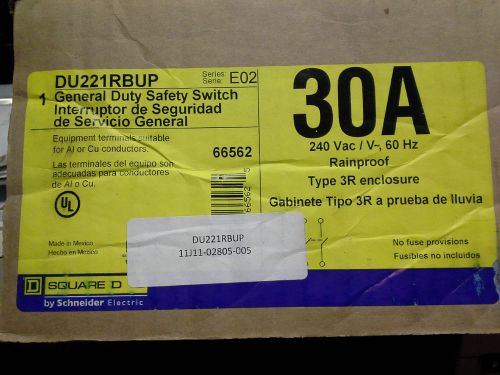 DU221RBUP
Series:
Serie:
E02
1
General Duty Safety Switch
Interruptor de Seguridad
de Servicio General
Equipment terminals suitable
for Al or Cu conductors.
66562
Las terminales del equipo son
adecuadas para conductores
de Al o Cu.
66562
5
UL
Made in Mexico
Hecho en Mexico
DU221RBUP
11J11-02805-005
30A
240 Vac / V~, 60 Hz
Rainproof
Type 3R enclosure
Gabinete Tipo 3R a prueba de lluvia
No fuse provisions
Fusibles no incluidos
SQUARE D
by Schneider Electric